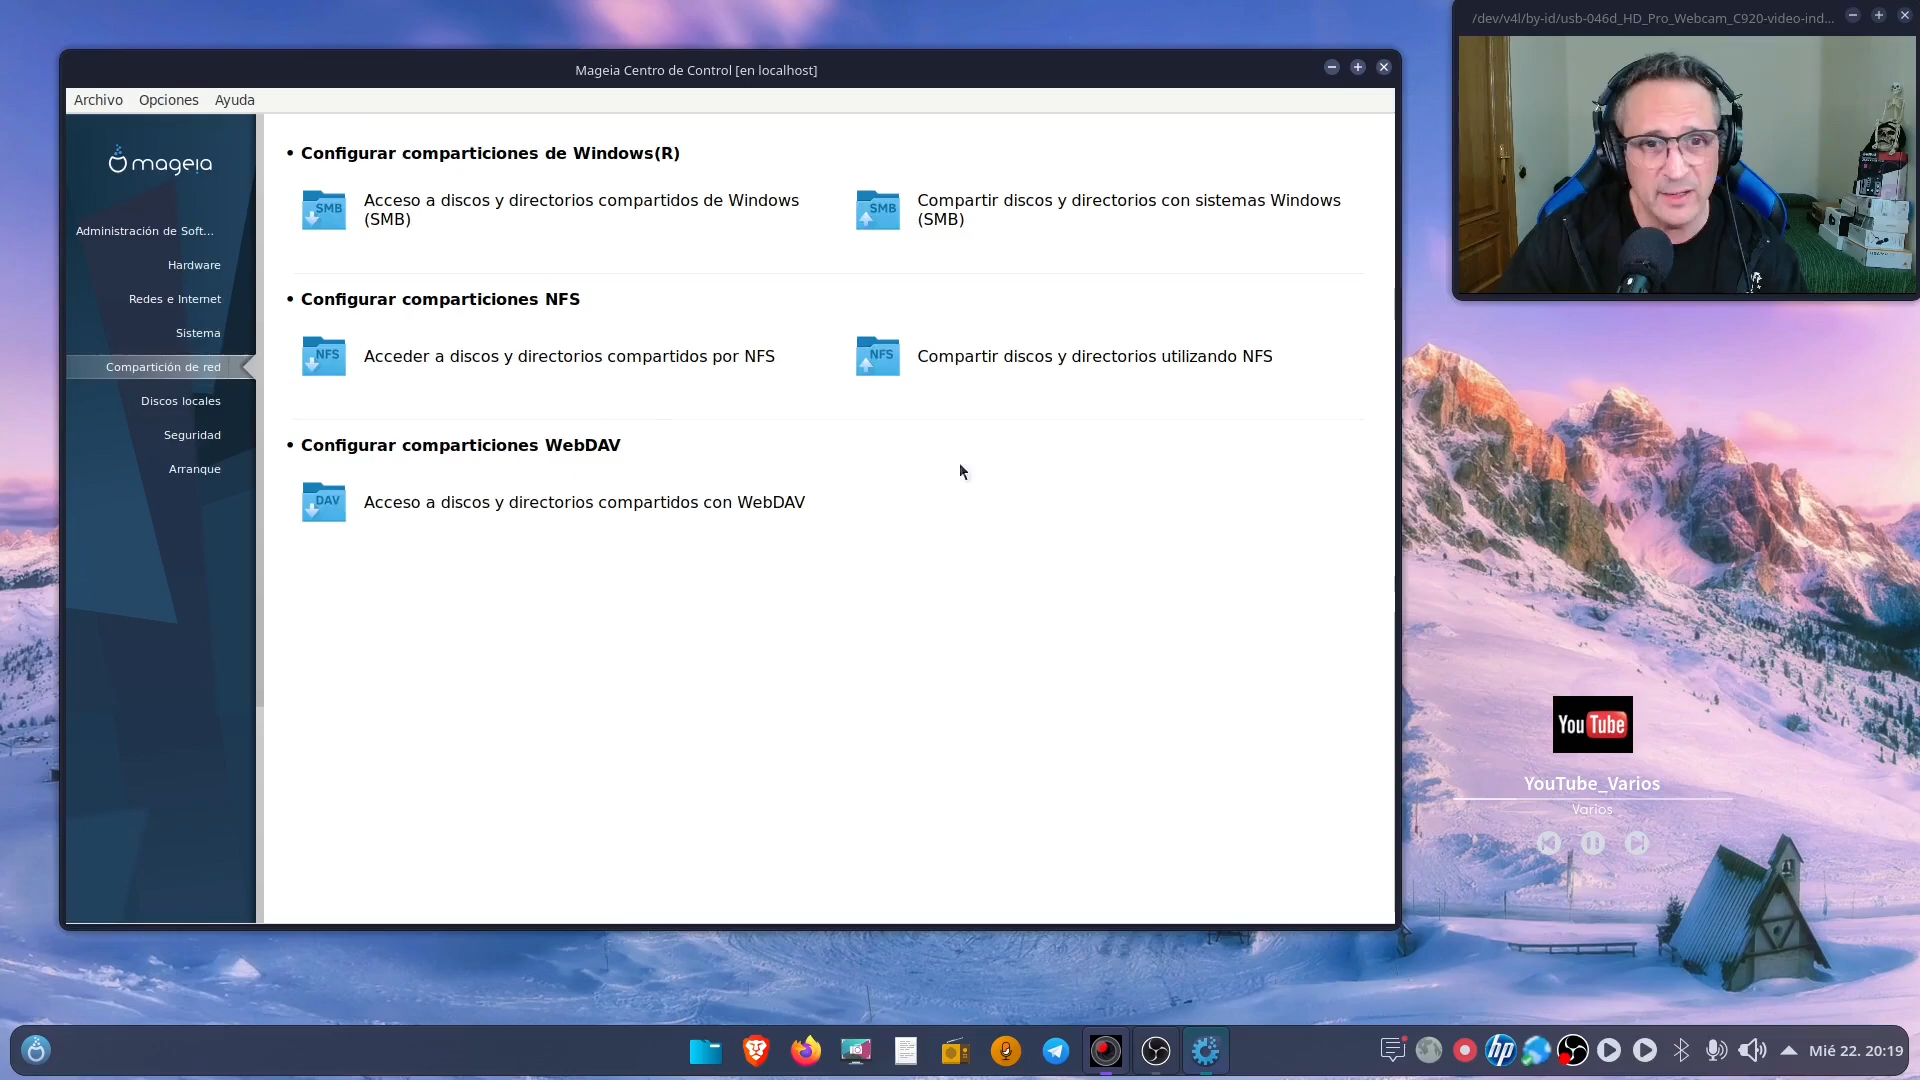 /dev/v4l/by-id/usb-046d_HD_Pro_Webcam_C920-video-ind...
Mageia Centro de Control [en localhost]
Archivo Opciones Ayuda
mageia
Administración de Soft...
Hardware
Redes e Internet
Sistema
Compartición de red
Discos locales
Seguridad
Arranque
• Configurar comparticiones de Windows(R)
SMB
Acceso a discos y directorios compartidos de Windows
(SMB)
SMB
Compartir discos y directorios con sistemas Windows
(SMB)
• Configurar comparticiones NFS
NFS
Acceder a discos y directorios compartidos por NFS
NFS
Compartir discos y directorios utilizando NFS
• Configurar comparticiones WebDAV
DAV
Acceso a discos y directorios compartidos con WebDAV
YouTube
YouTube_Varios
Varios
hp
Mié 22. 20:19